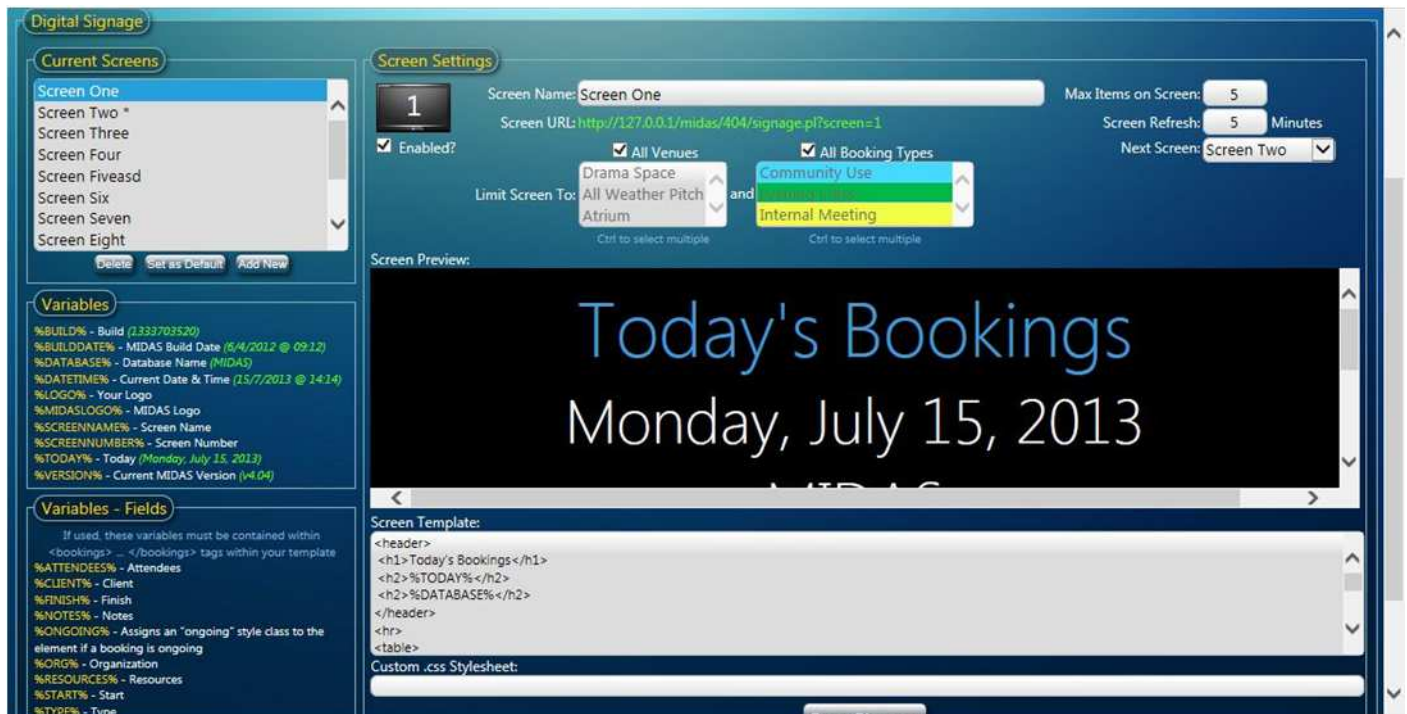 Digital Signage
Current Screens
Screen One
Screen Two *
Screen Three
Screen Four
Screen Fiveasd
Screen Six
Screen Seven
Screen Eight
Delete Set as Default Add New
Variables
%BUILD% - Build (1333703520)
%BUILDDATE% - MIDAS Build Date (6/4/2012 @ 09:12)
%DATABASE% - Database Name (MIDAS)
%DATETIME% - Current Date & Time (15/7/2013 @ 14:14)
%LOGO% - Your Logo
%MIDASLOGO% - MIDAS Logo
%SCREENNAME% - Screen Name
%SCREENNUMBER% - Screen Number
%TODAY% - Today (Monday, July 15, 2013)
%VERSION% - Current MIDAS Version (v4.04)
Variables - Fields
If used, these variables must be contained within
<bookings> ... </bookings> tags within your template
%ATTENDEES% - Attendees
%CLIENT% - Client
%FINISH% - Finish
%NOTES% - Notes
%ONGOING% - Assigns an "ongoing" style class to the
element if a booking is ongoing
%ORG% - Organization
%RESOURCES% - Resources
%START% - Start
%TYPE% - Type
Screen Settings
1
Enabled?
Screen Name: Screen One
Screen URL: http://127.0.0.1/midas/404/signage.pl?screen=1
Max Items on Screen: 5
Screen Refresh: 5 Minutes
Next Screen: Screen Two
All Venues
All Booking Types
Limit Screen To:
Drama Space
All Weather Pitch
Atrium
and
Community Use
Internal Meeting
Ctrl to select multiple
Ctrl to select multiple
Screen Preview:
Today's Bookings
Monday, July 15, 2013
MIDAS
Screen Template:
<header>
<h1>Today's Bookings</h1>
<h2>%TODAY%</h2>
<h2>%DATABASE%</h2>
</header>
<hr>
<table>
Custom .css Stylesheet: